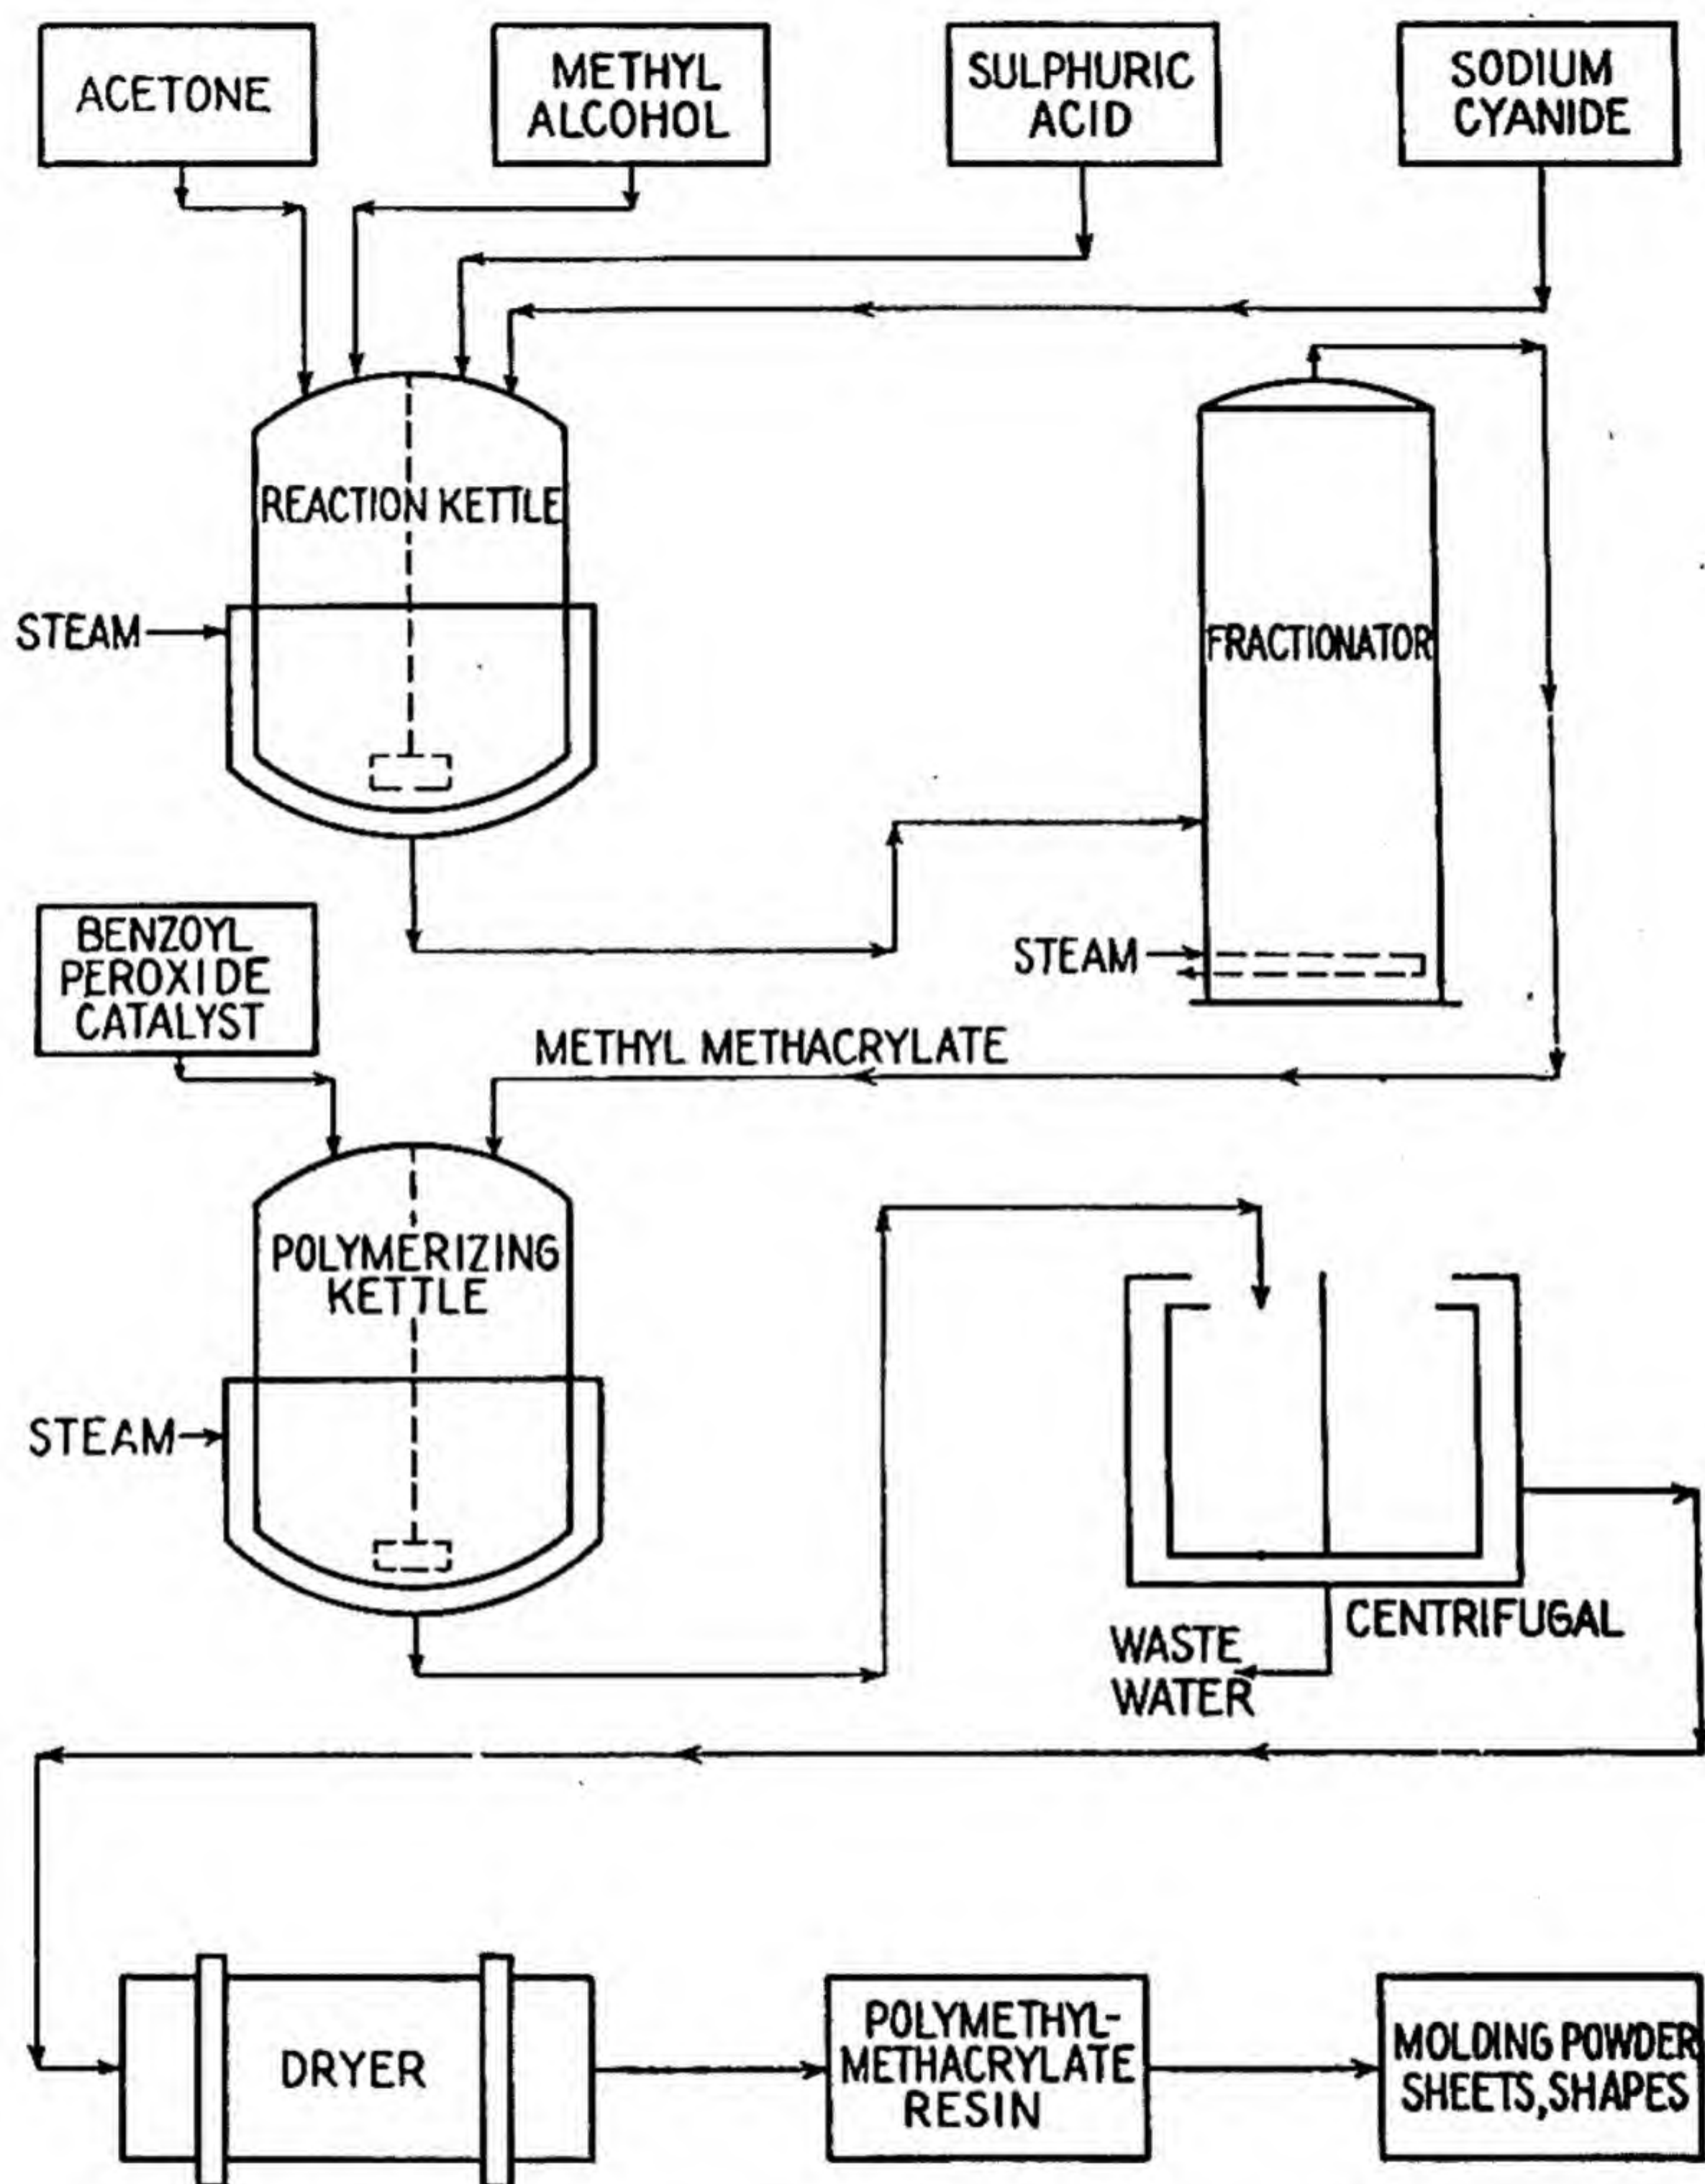 ACETONE
METHYL
ALCOHOL
SULPHURIC
ACID
SODIUM
CYANIDE
REACTION KETTLE
STEAM
FRACTIONATOR
STEAM
BENZOYL
PEROXIDE
CATALYST
METHYL METHACRYLATE
POLYMERIZING
KETTLE
STEAM
CENTRIFUGAL
WASTE
WATER
DRYER
POLYMETHYL-
METHACRYLATE
RESIN
MOLDING POWDER
SHEETS, SHAPES